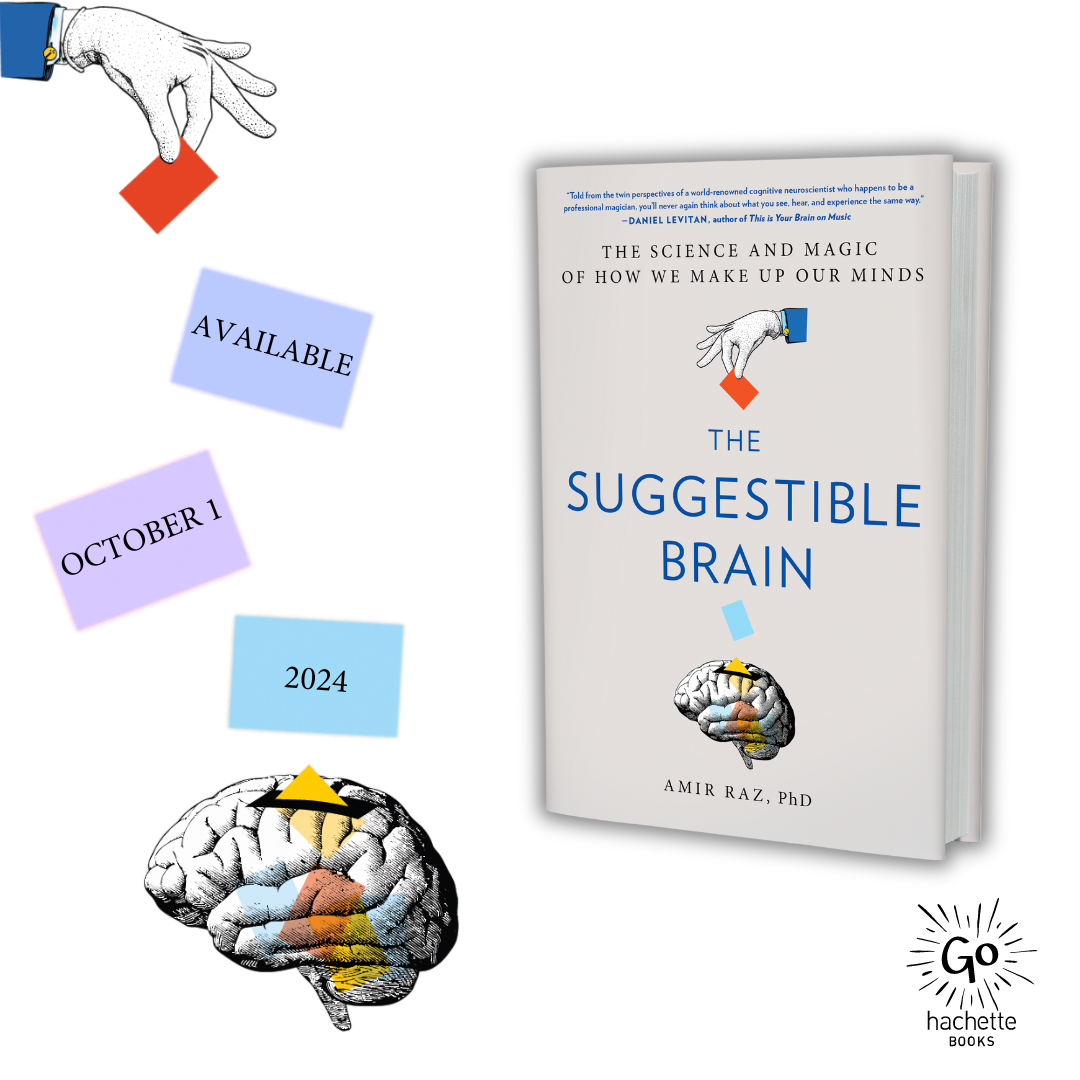 AVAILABLE
OCTOBER 1
2024
“Told from the twin perspectives of a world-renowned cognitive neuroscientist who happens to be a
professional magician, you’ll never again think about what you see, hear, and experience the same way.”
—DANIEL LEVITAN, author of This is Your Brain on Music
THE SCIENCE AND MAGIC
OF HOW WE MAKE UP OUR MINDS
THE
SUGGESTIBLE
BRAIN
AMIR RAZ, PhD
Go
hachette
BOOKS